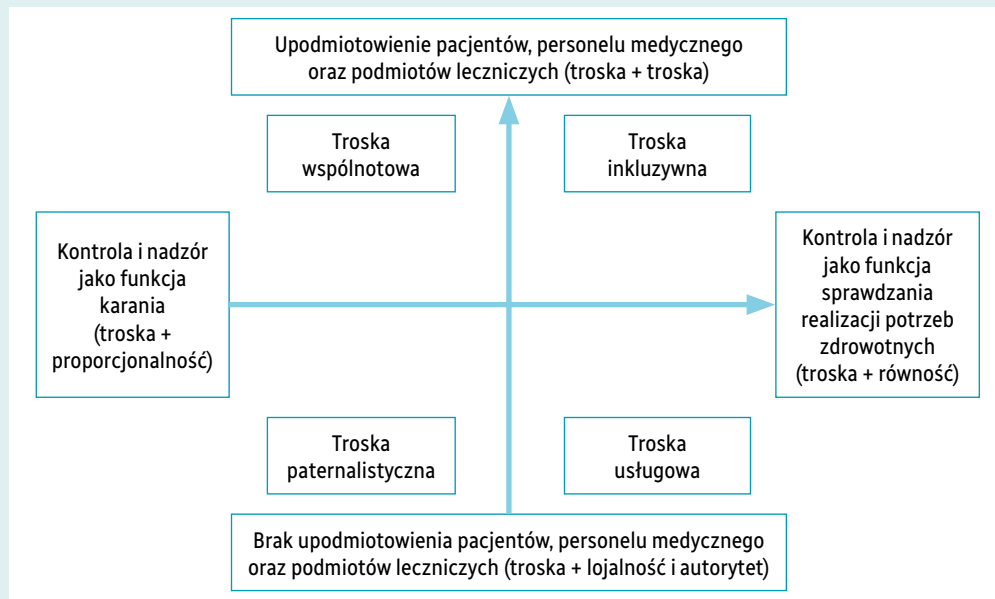 Upodmiotowienie pacjentów, personelu medycznego
oraz podmiotów leczniczych (troska + troska)
Troska
wspólnotowa
Troska
inkluzywna
Kontrola i nadzór
jako funkcja
karania
(troska +
proporcjonalność)
Kontrola i nadzór
jako funkcja
sprawdzania
realizacji potrzeb
zdrowotnych
(troska + równość)
Troska
paternalistyczna
Troska
usługowa
Brak upodmiotowienia pacjentów, personelu medycznego
oraz podmiotów leczniczych (troska + lojalność i autorytet)